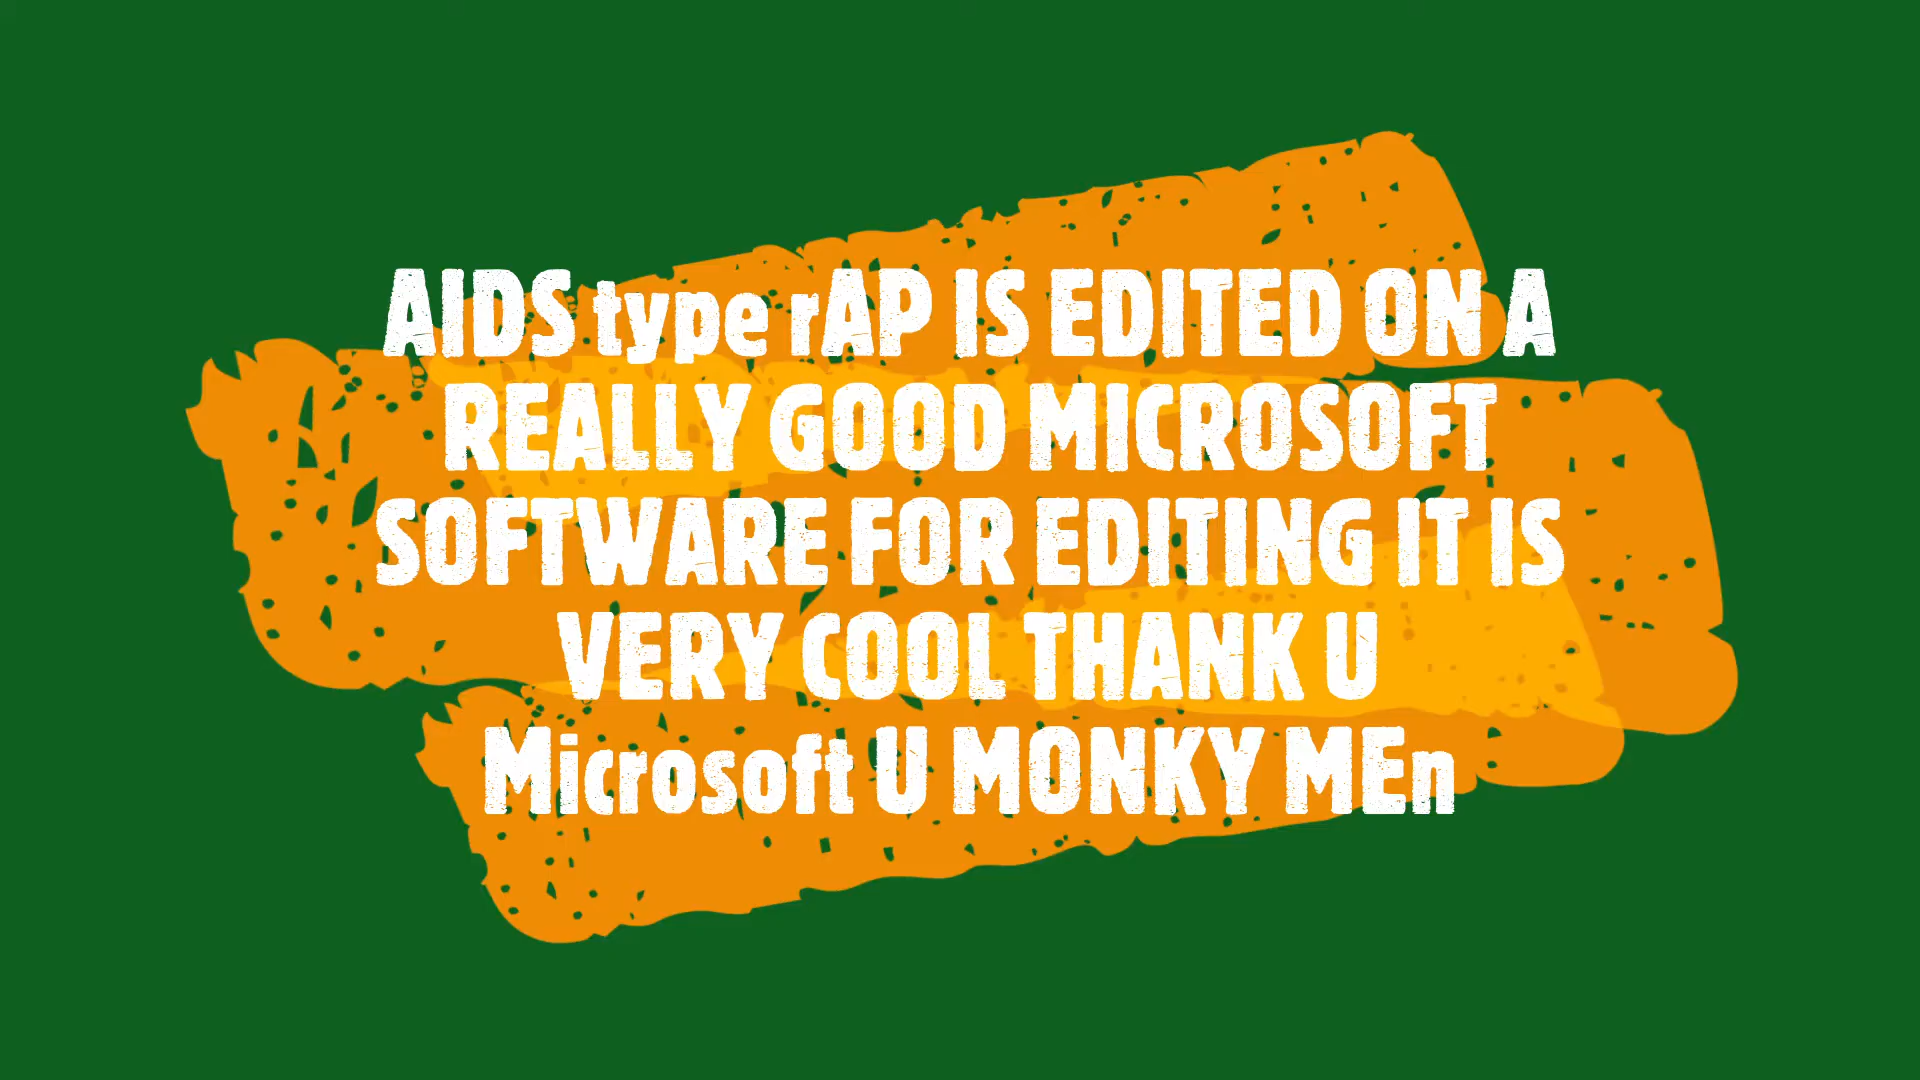 AIDS type rAP IS EDITED ON A
REALLY GOOD MICROSOFT
SOFTWARE FOR EDITING IT IS
VERY COOL THANK U
Microsoft U MONKY MEn